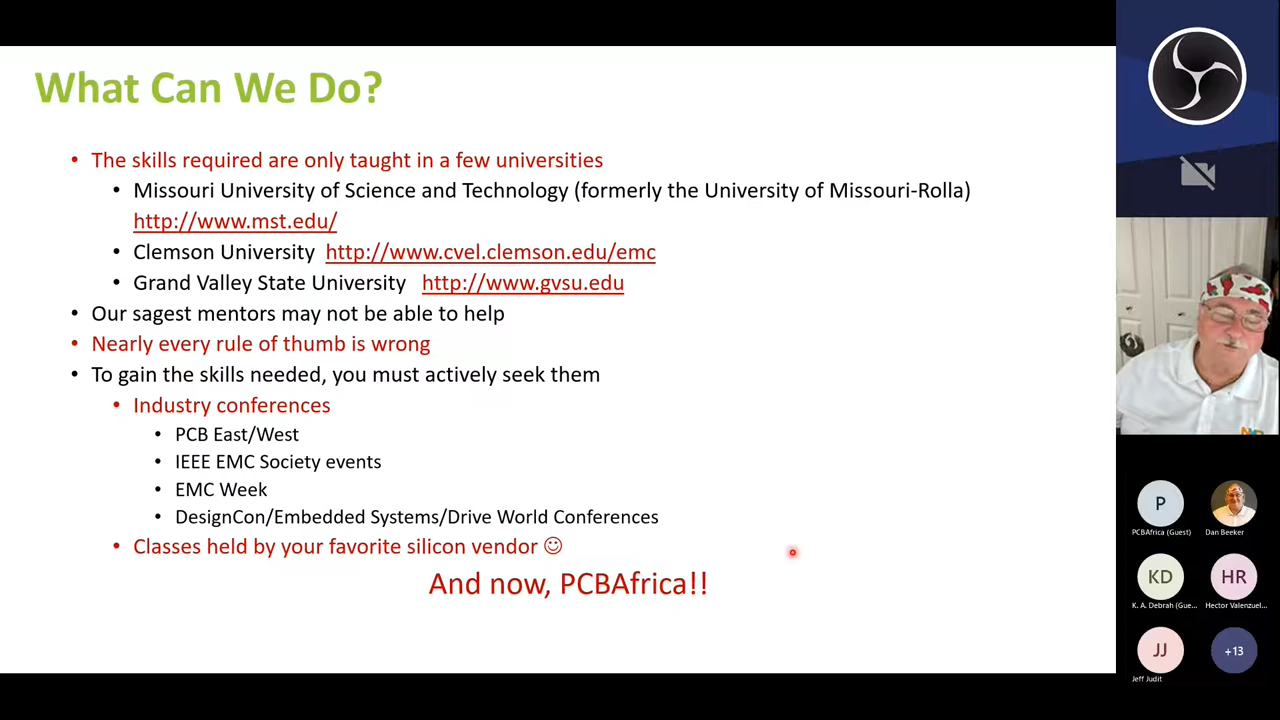 What Can We Do?
• The skills required are only taught in a few universities
• Missouri University of Science and Technology (formerly the University of Missouri-Rolla)
http://www.mst.edu/
• Clemson University http://www.cvel.clemson.edu/emc
• Grand Valley State University http://www.gvsu.edu
• Our sagest mentors may not be able to help
• Nearly every rule of thumb is wrong
• To gain the skills needed, you must actively seek them
• Industry conferences
• PCB East/West
• IEEE EMC Society events
• EMC Week
• DesignCon/Embedded Systems/Drive World Conferences
• Classes held by your favorite silicon vendor ☺
And now, PCBAfrica!!
P
PCBAfrica (Guest)
Dan Beeker
KD
HR
K. A. Debrah (Gue...
Hector Valenzuel...
JJ
+13
Jeff Judit